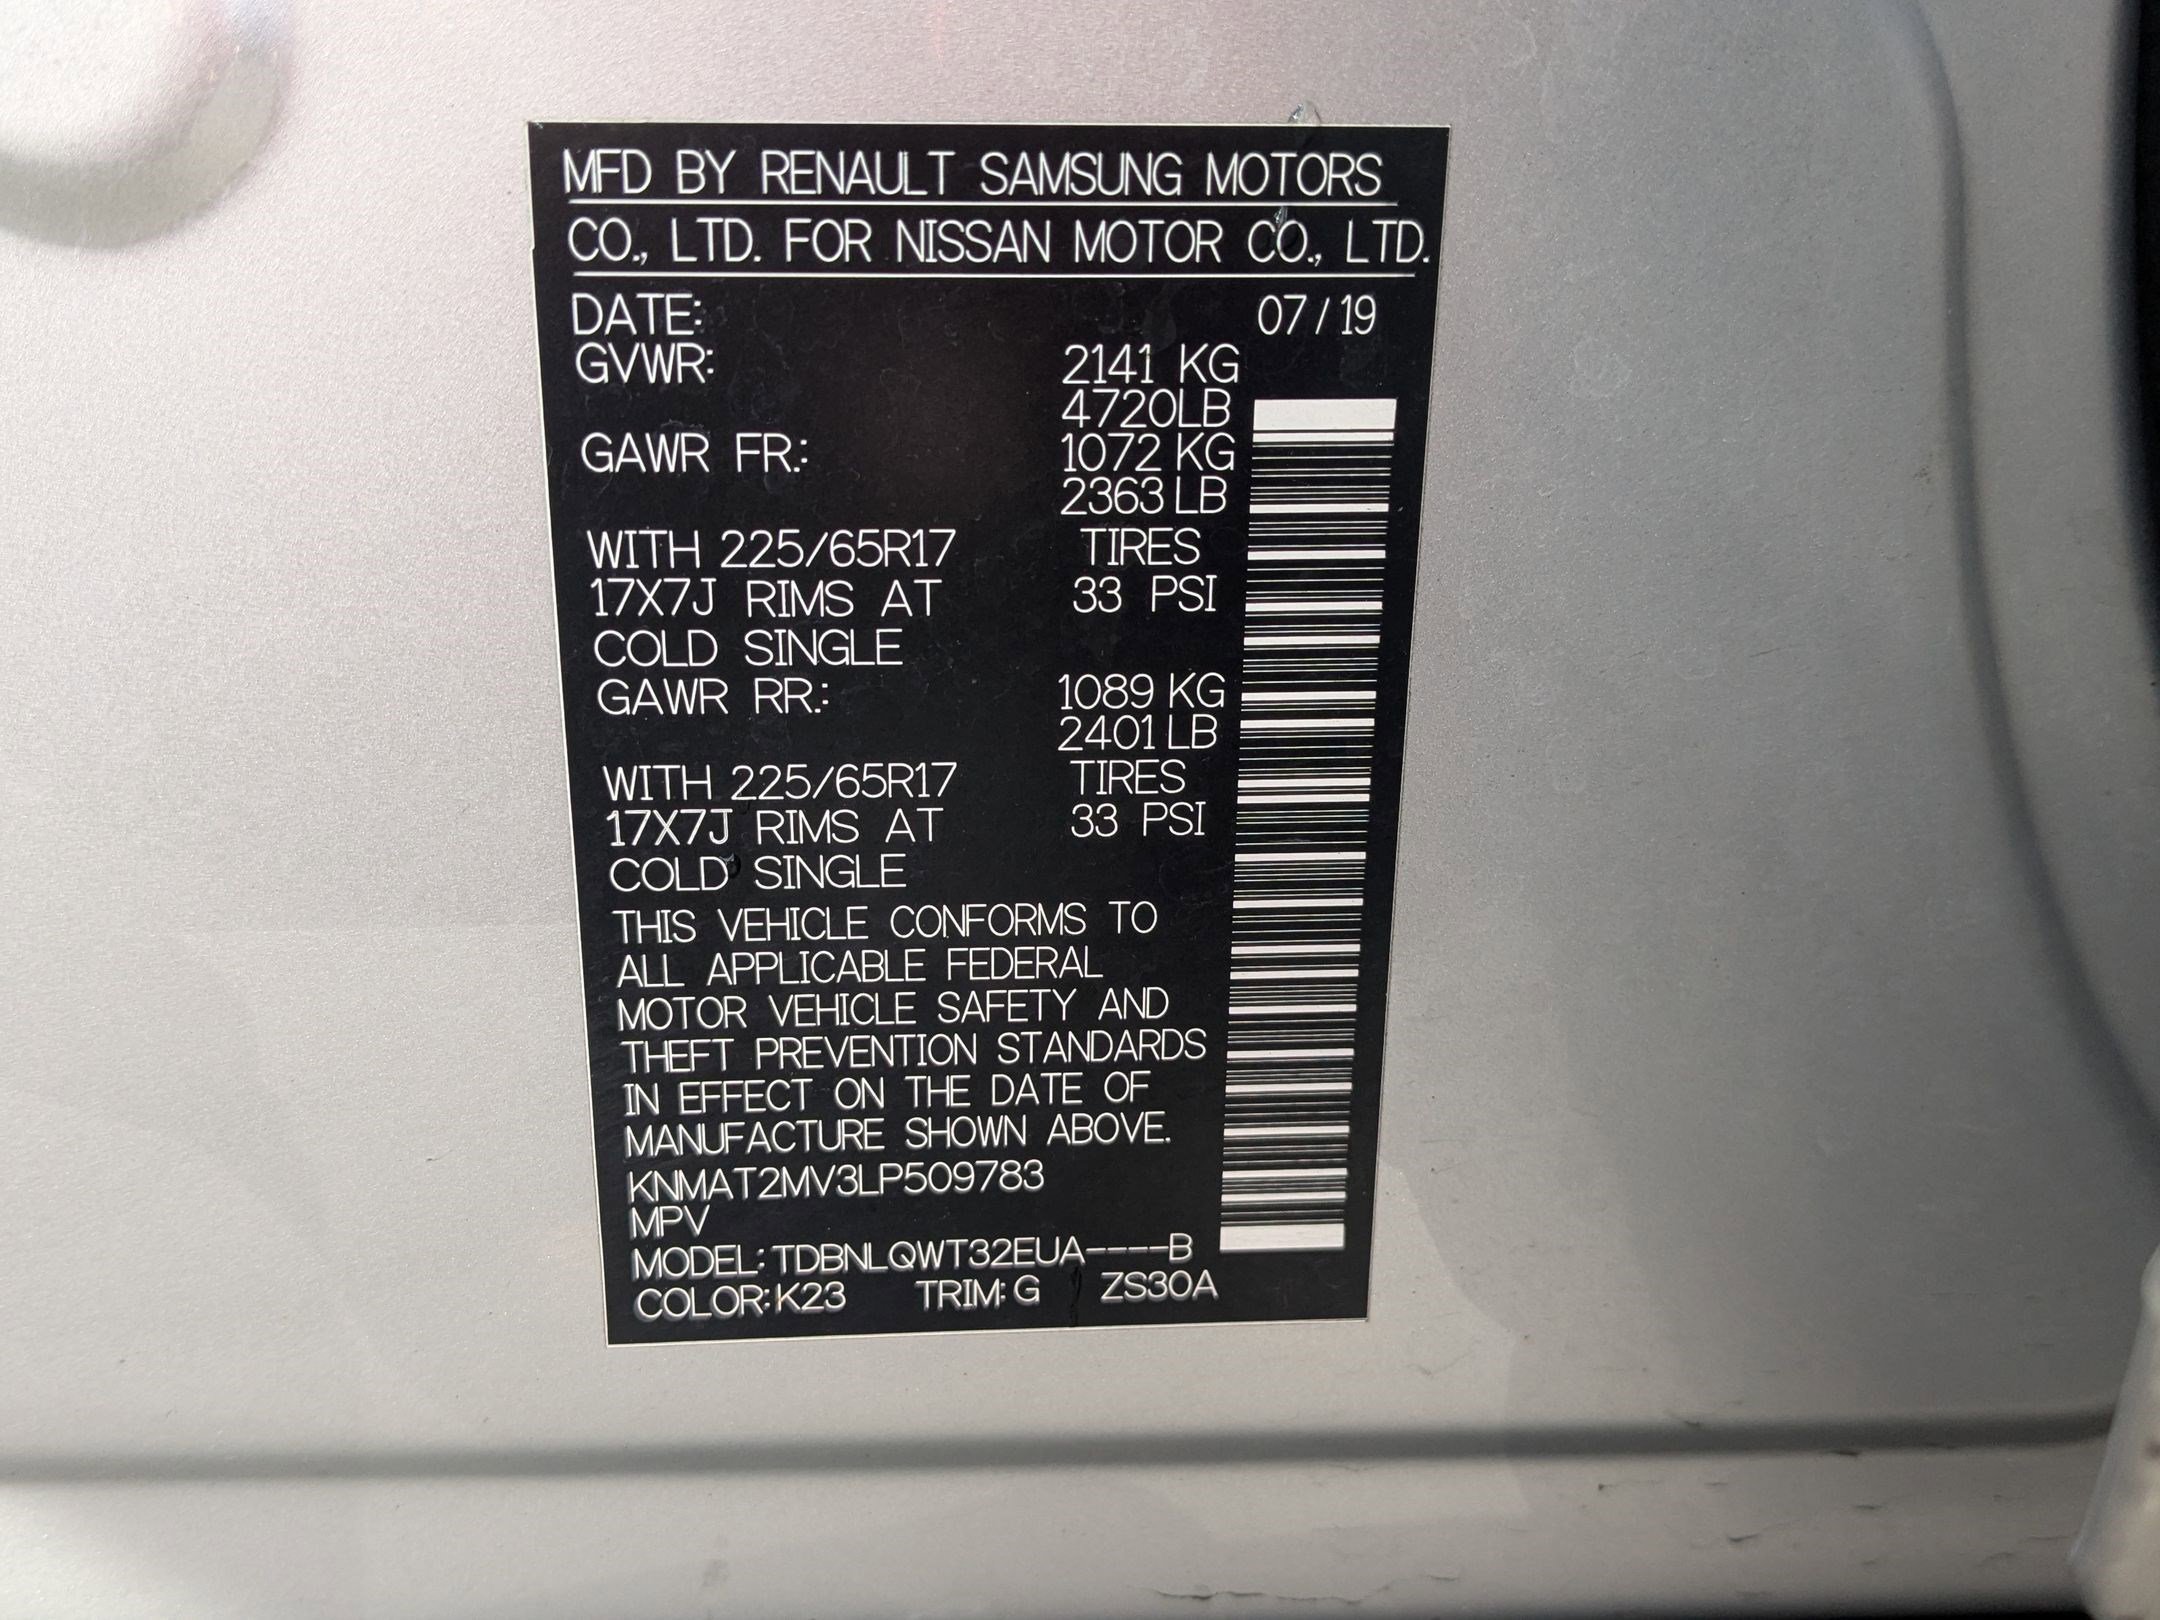 MFD BY RENAULT SAMSUNG MOTORS
CO., LTD. FOR NISSAN MOTOR CO., LTD.
DATE: 07/19
GVWR: 2141 KG
4720LB
GAWR FR.: 1072 KG
2363 LB
WITH 225/65R17 TIRES
17X7J RIMS AT 33 PSI
COLD SINGLE
GAWR RR.: 1089 KG
2401 LB
WITH 225/65R17 TIRES
17X7J RIMS AT 33 PSI
COLD SINGLE
THIS VEHICLE CONFORMS TO
ALL APPLICABLE FEDERAL
MOTOR VEHICLE SAFETY AND
THEFT PREVENTION STANDARDS
IN EFFECT ON THE DATE OF
MANUFACTURE SHOWN ABOVE.
KNMAT2MV3LP509783
MPV
MODEL: TDBNLQWT32EUA----B
COLOR: K23 TRIM: G ZS30A